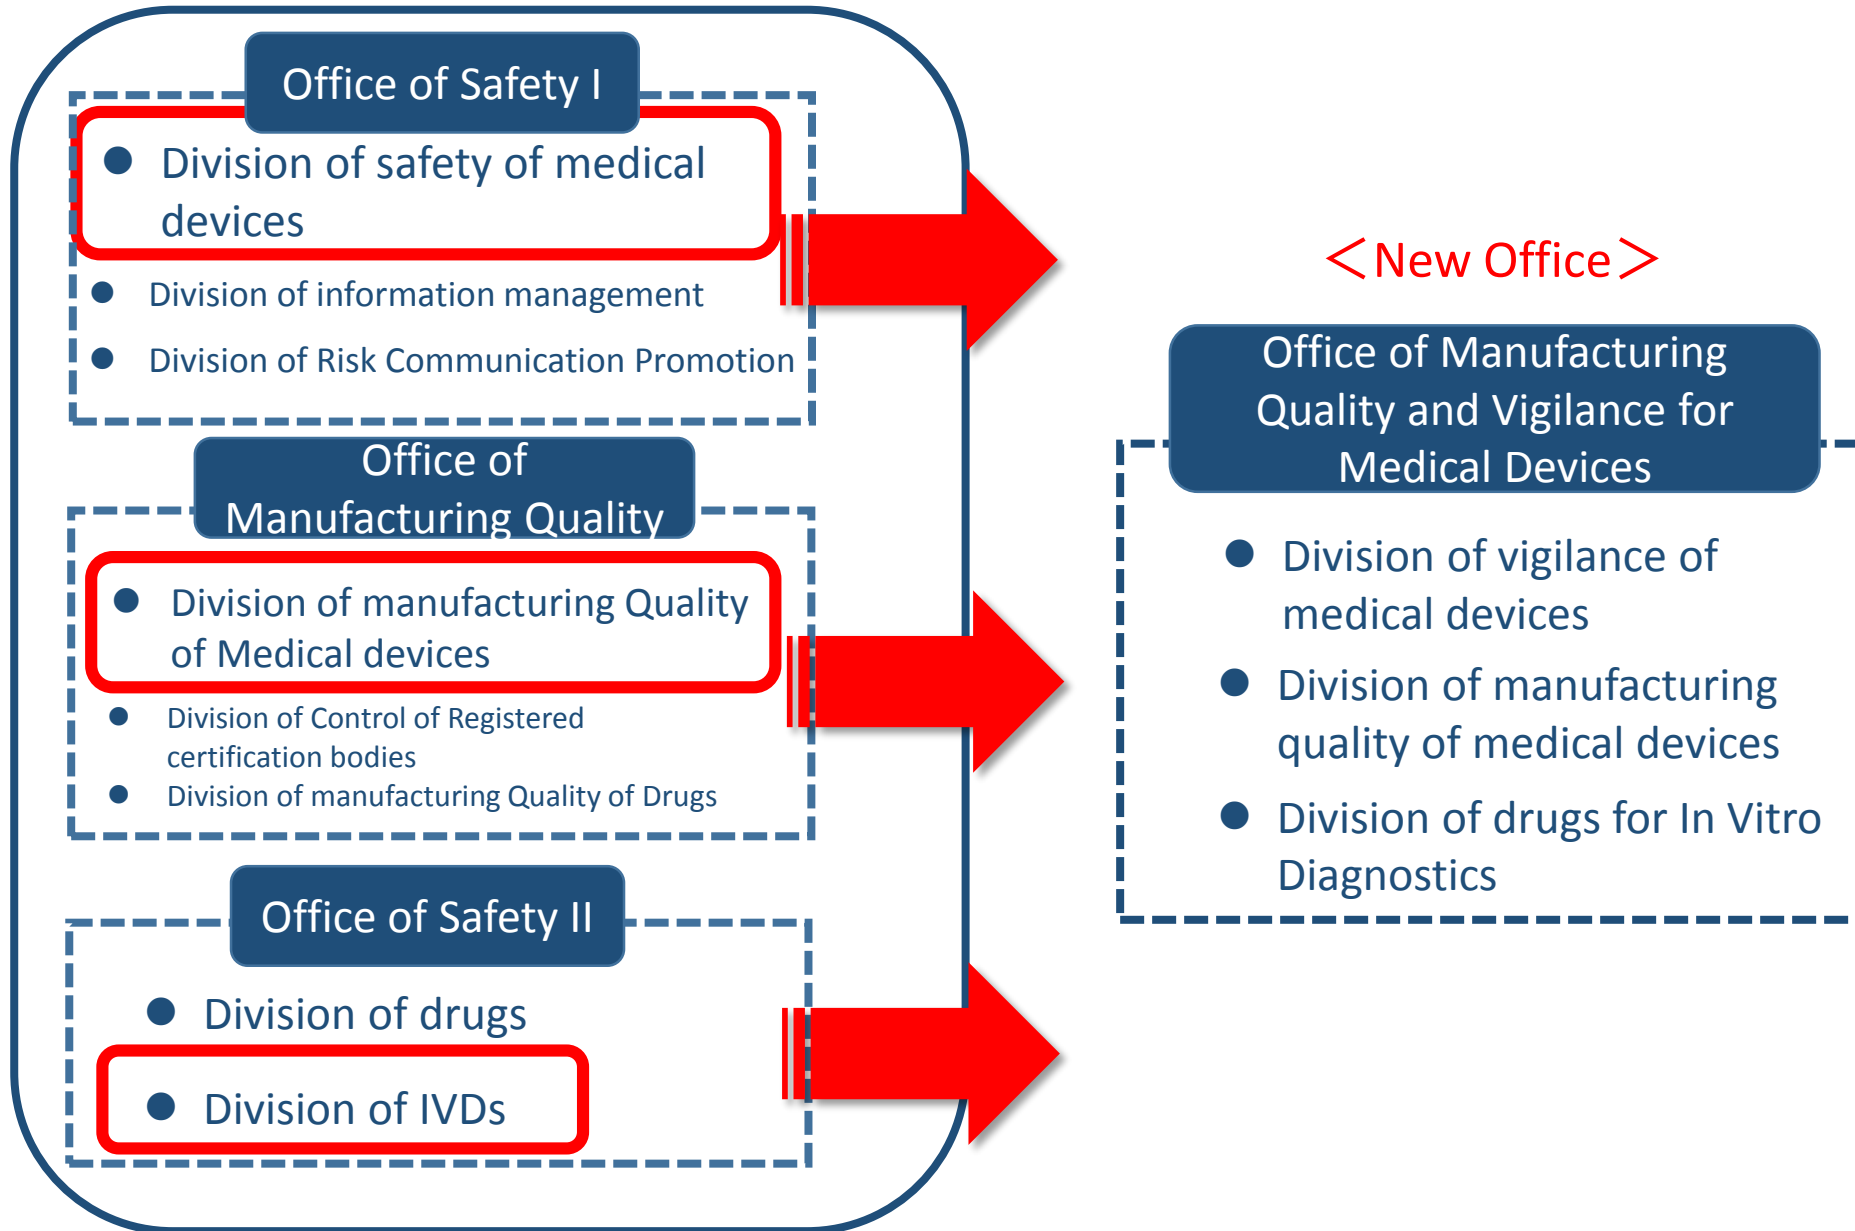 Office of Safety I
● Division of safety of medical
devices
● Division of information management
● Division of Risk Communication Promotion
Office of
Manufacturing Quality
● Division of manufacturing Quality
of Medical devices
● Division of Control of Registered
certification bodies
● Division of manufacturing Quality of Drugs
Office of Safety II
● Division of drugs
● Division of IVDs
＜New Office＞
Office of Manufacturing
Quality and Vigilance for
Medical Devices
● Division of vigilance of
medical devices
● Division of manufacturing
quality of medical devices
● Division of drugs for In Vitro
Diagnostics